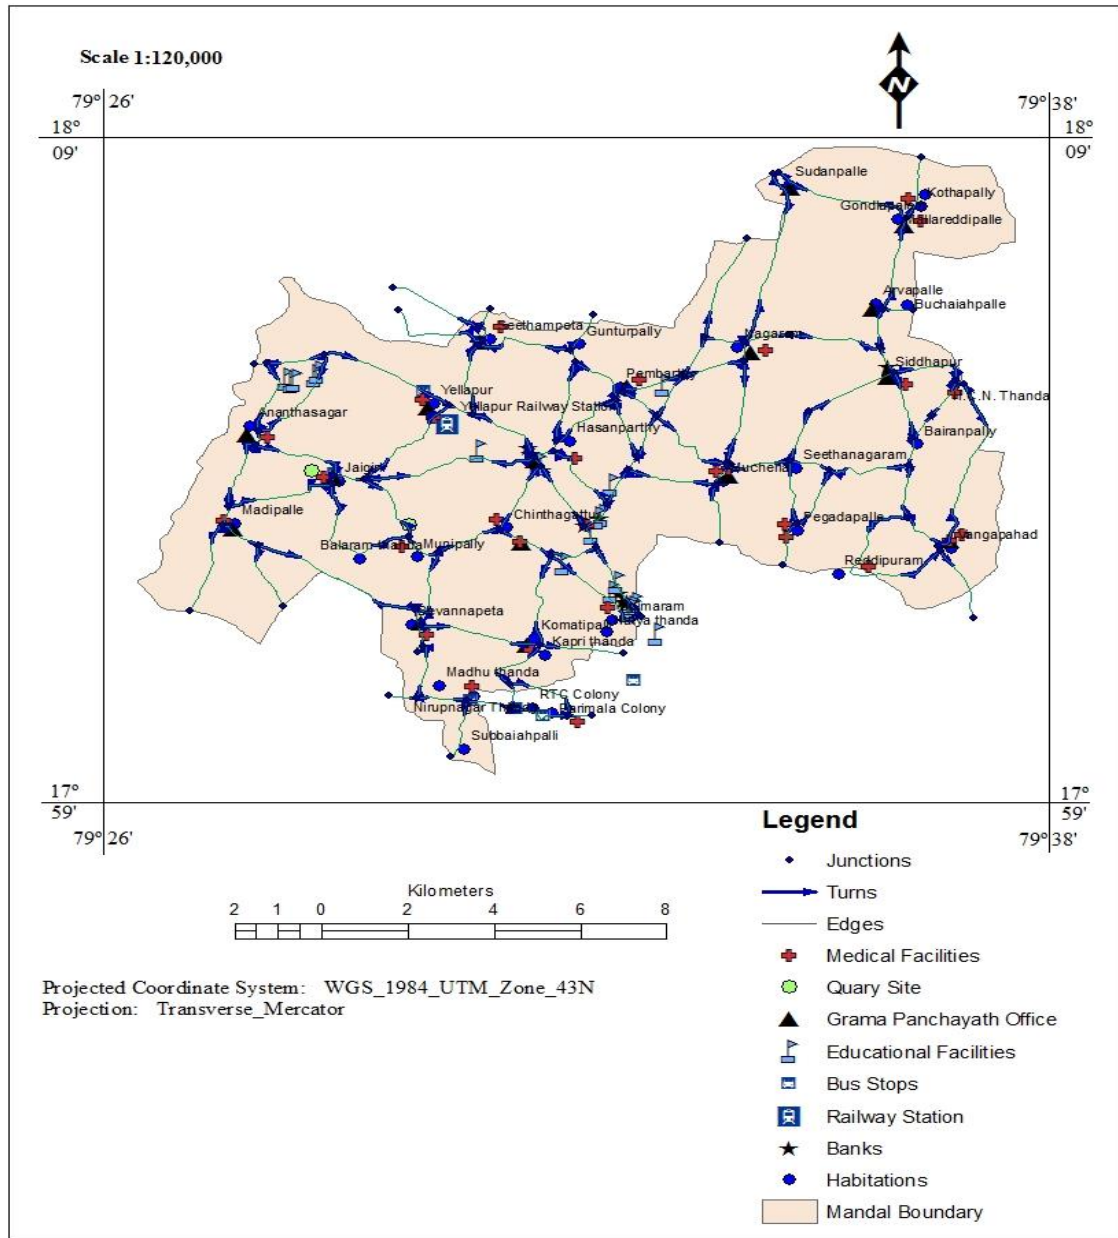 Scale 1:120,000
N
79° 26'
79° 38'
18°
09'
18°
09'
Sudanpalle
Kothapally
Mallareddipalle
Arvapalle
Buchaiahpalle
Seethampeta
Gunturpally
Nagaram
Siddhapur
Pembarthy
Yellapur
Yellapur Railway Station
Ananthasagar
Hasanparthy
Bairanpally
Jaigiri
Seethanagaram
Madipalle
Chinthagattu
Pegadapalle
Balaram thanda
Munipally
Vangapahad
Reddipuram
Devannapeta
Komatipalli
Kapri thanda
Madhu thanda
RTC Colony
Parimala Colony
Subbaiahpalli
17°
59'
17°
59'
79° 26'
79° 38'
Legend
Junctions
Turns
Edges
Medical Facilities
Quary Site
Grama Panchayath Office
Educational Facilities
Bus Stops
Railway Station
Banks
Habitations
Mandal Boundary
Kilometers
2 1 0 2 4 6 8
Projected Coordinate System: WGS_1984_UTM_Zone_43N
Projection: Transverse_Mercator